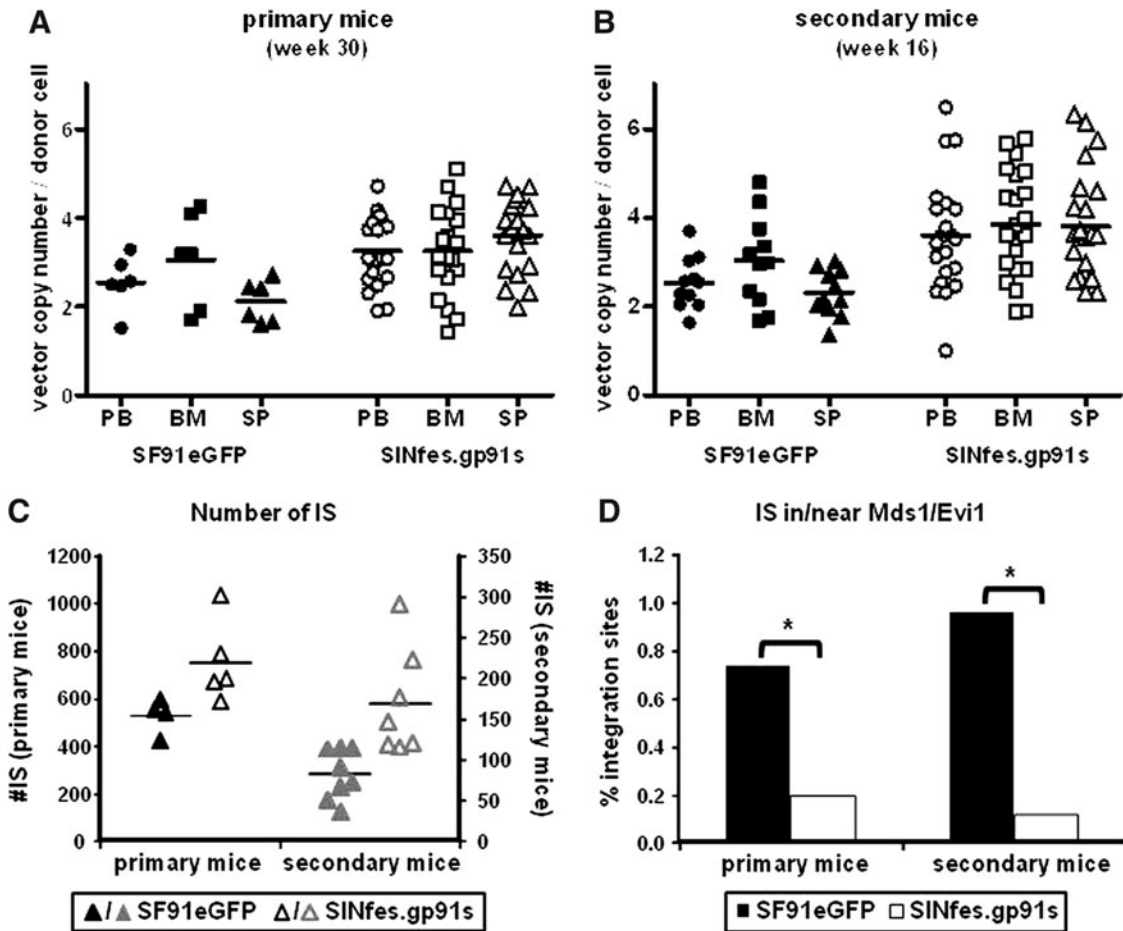 A
primary mice
(week 30)
vector copy number / donor cell
6
4
2
0
PB BM SP PB BM SP
SF91eGFP SINfes.gp91s
B
secondary mice
(week 16)
vector copy number / donor cell
6
4
2
0
PB BM SP PB BM SP
SF91eGFP SINfes.gp91s
C
Number of IS
#IS (primary mice)
1200
1000
800
600
400
200
0
350
300
250
200
150
100
50
0
#IS (secondary mice)
primary mice secondary mice
/ SF91eGFP / SINfes.gp91s
D
IS in/near Mds1/Evi1
% integration sites
1.2
1.0
0.8
0.6
0.4
0.2
0.0
*
*
primary mice secondary mice
SF91eGFP SINfes.gp91s